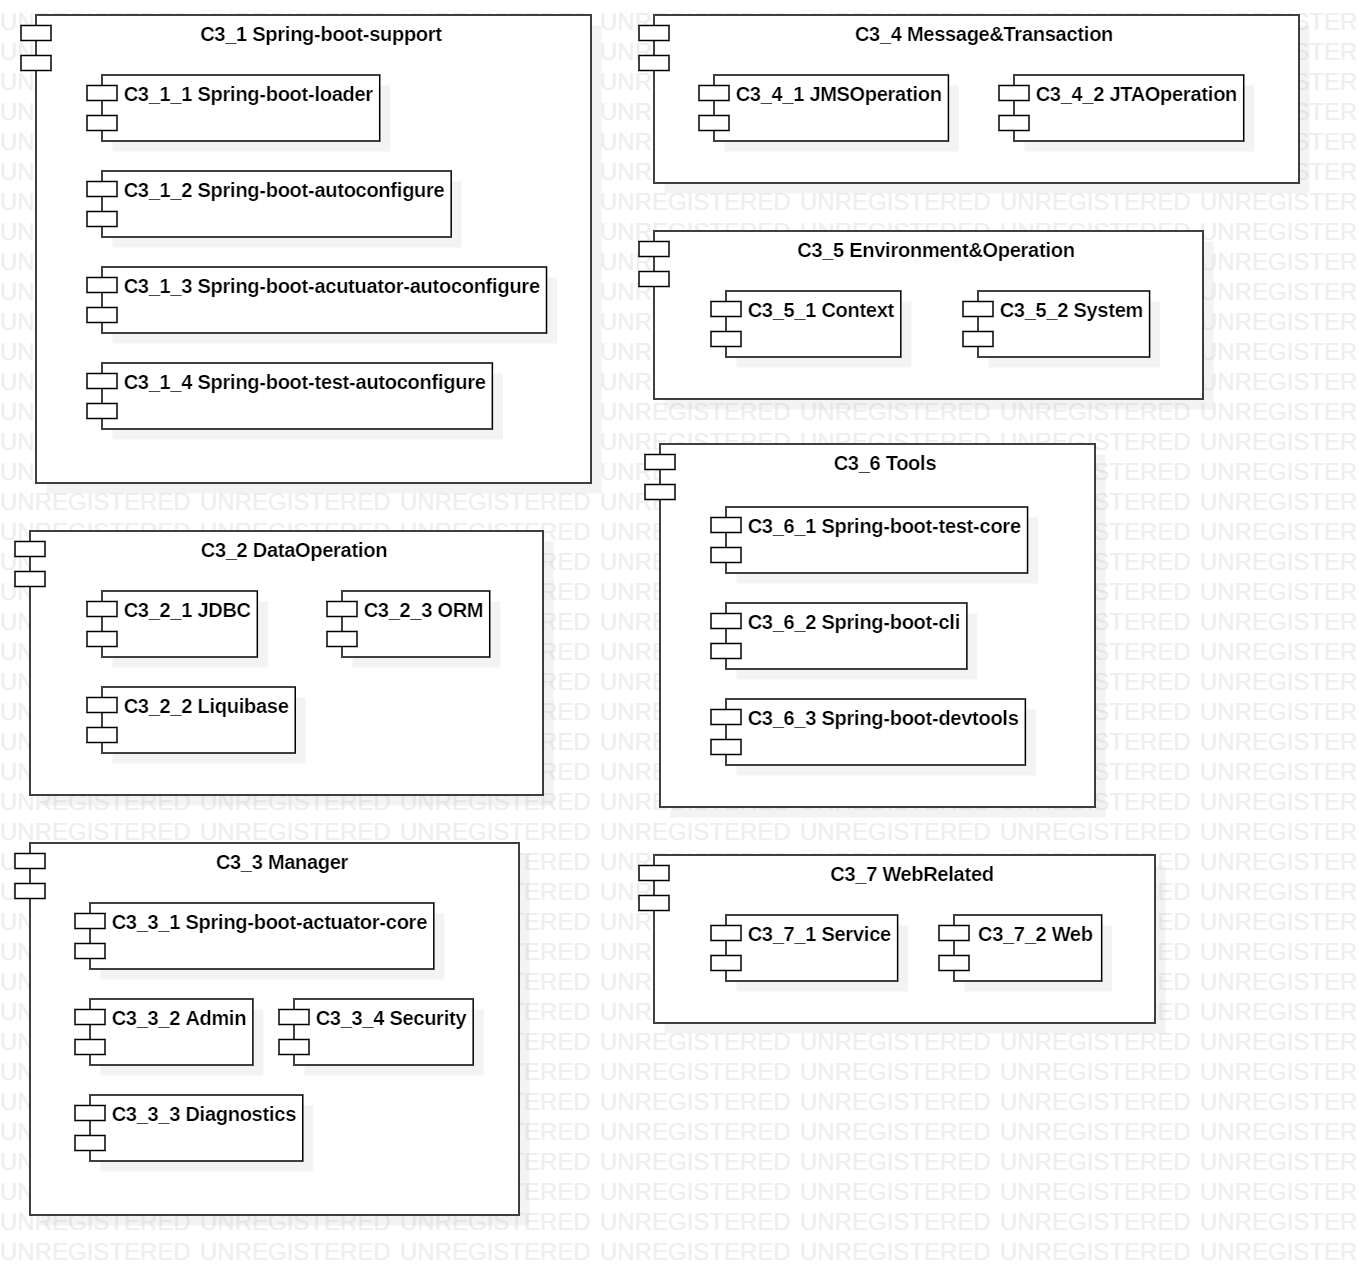 C3_1 Spring-boot-support
C3_1_1 Spring-boot-loader
C3_1_2 Spring-boot-autoconfigure
C3_1_3 Spring-boot-acutuator-autoconfigure
C3_1_4 Spring-boot-test-autoconfigure
C3_2 DataOperation
C3_2_1 JDBC
C3_2_3 ORM
C3_2_2 Liquibase
C3_3 Manager
C3_3_1 Spring-boot-actuator-core
C3_3_2 Admin
C3_3_4 Security
C3_3_3 Diagnostics
C3_4 Message&Transaction
C3_4_1 JMSOperation
C3_4_2 JTAOperation
C3_5 Environment&Operation
C3_5_1 Context
C3_5_2 System
C3_6 Tools
C3_6_1 Spring-boot-test-core
C3_6_2 Spring-boot-cli
C3_6_3 Spring-boot-devtools
C3_7 WebRelated
C3_7_1 Service
C3_7_2 Web
UNREGISTERED UNREGISTERED UNREGISTERED UNREGISTERED UNREGISTERED UNREGISTERED